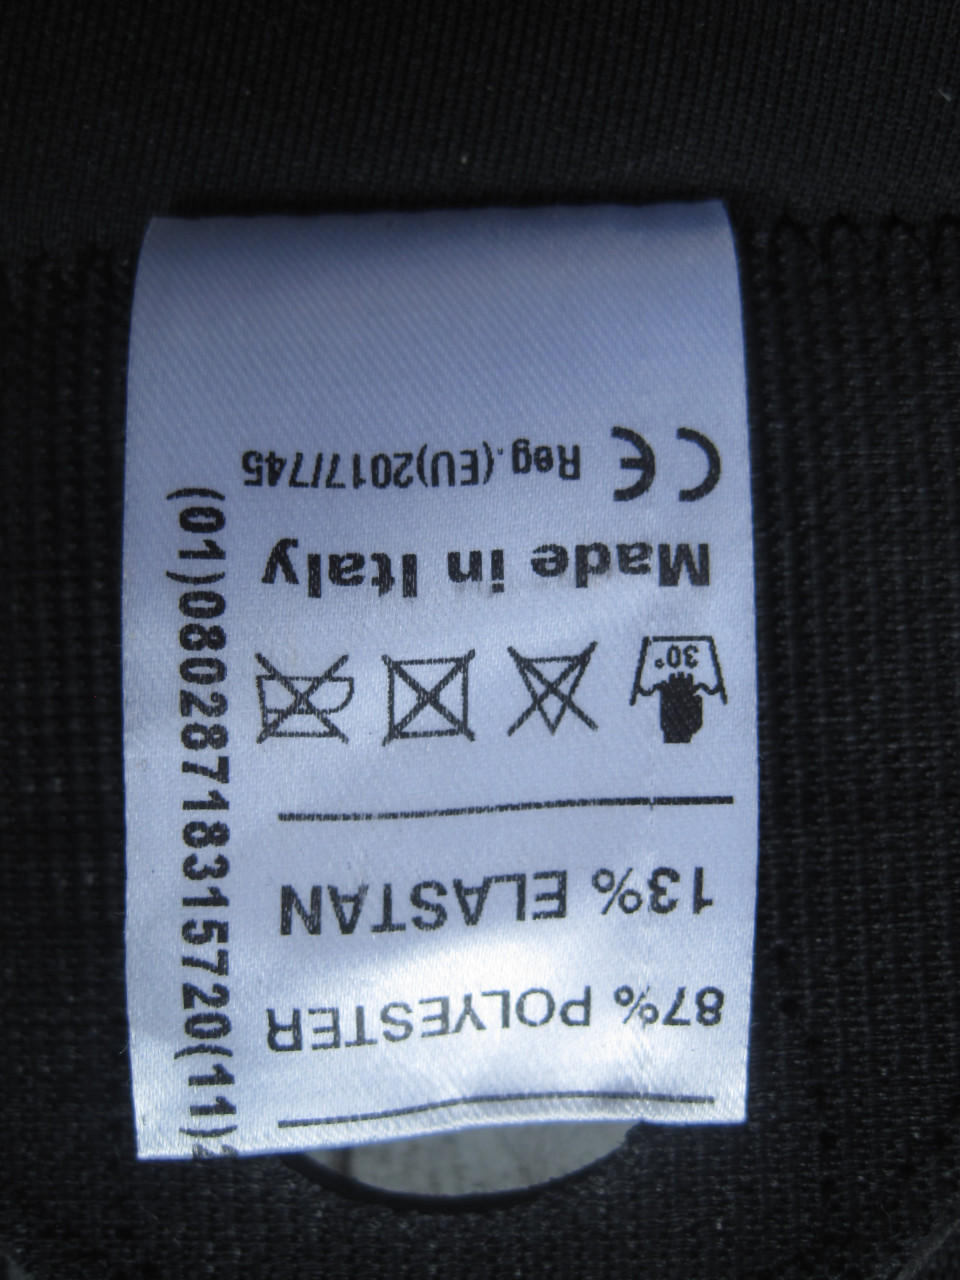 87% POLYESTER
13% ELASTAN
30°
Made in Italy
CE Reg.(EU)2017/745
(01)08028718315720(11)